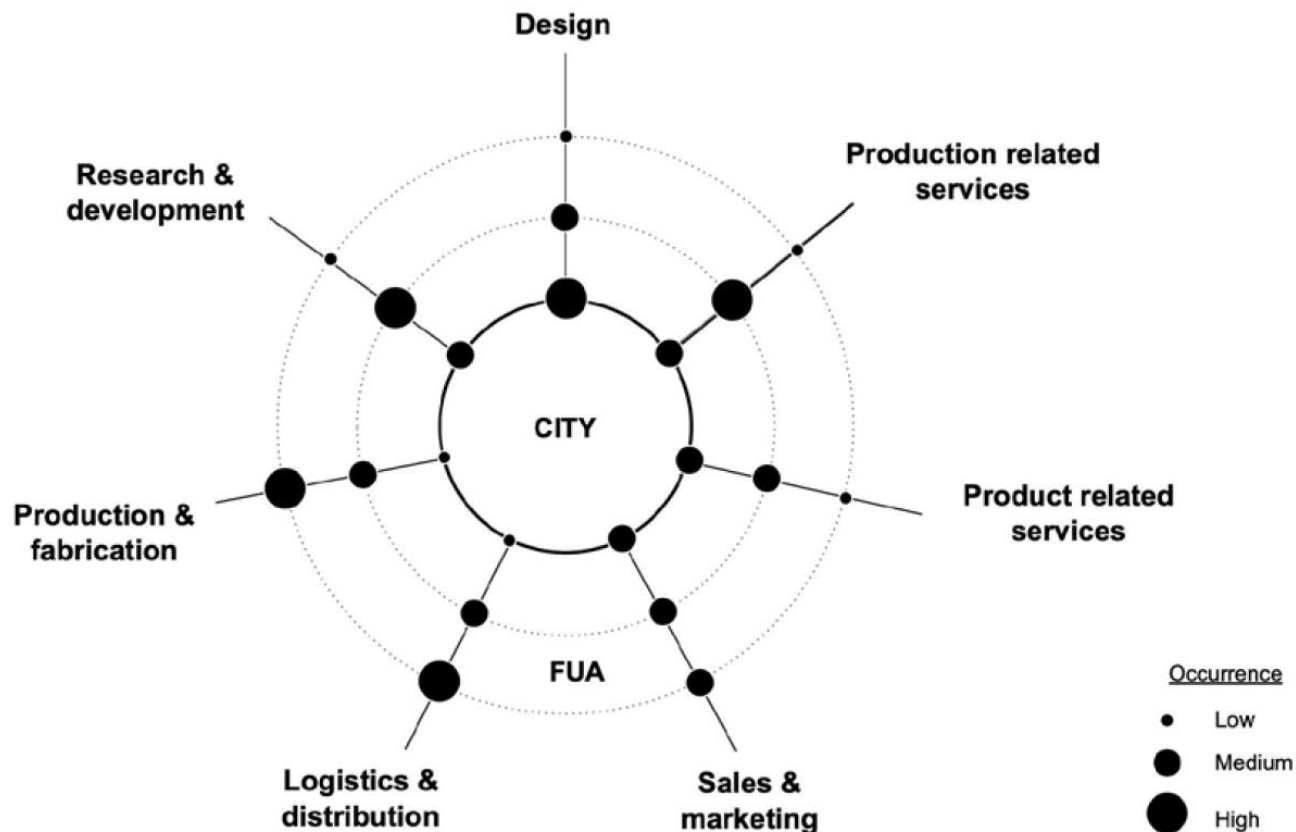 Design
Production related
services
Research &
development
CITY
Product related
services
Production &
fabrication
FUA
Occurrence
Low
Medium
High
Logistics &
distribution
Sales &
marketing